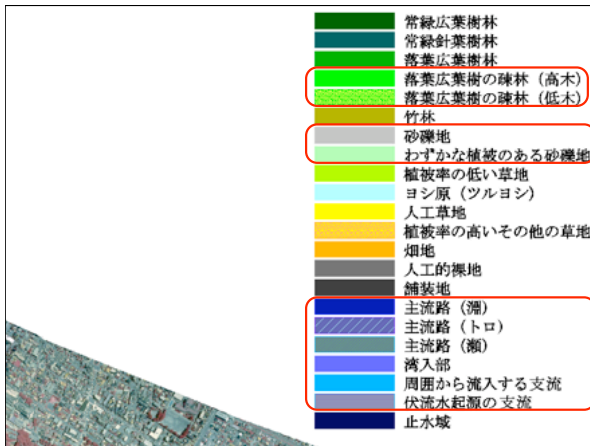 常緑広葉樹林
常緑針葉樹林
落葉広葉樹林
落葉広葉樹の疎林（高木）
落葉広葉樹の疎林（低木）
竹林
砂礫地
わずかな植被のある砂礫地
植被率の低い草地
ヨシ原（ツルヨシ）
人工草地
植被率の高いその他の草地
畑地
人工的裸地
舗装地
主流路（淵）
主流路（トロ）
主流路（瀬）
湾入部
周囲から流入する支流
伏流水起源の支流
止水域